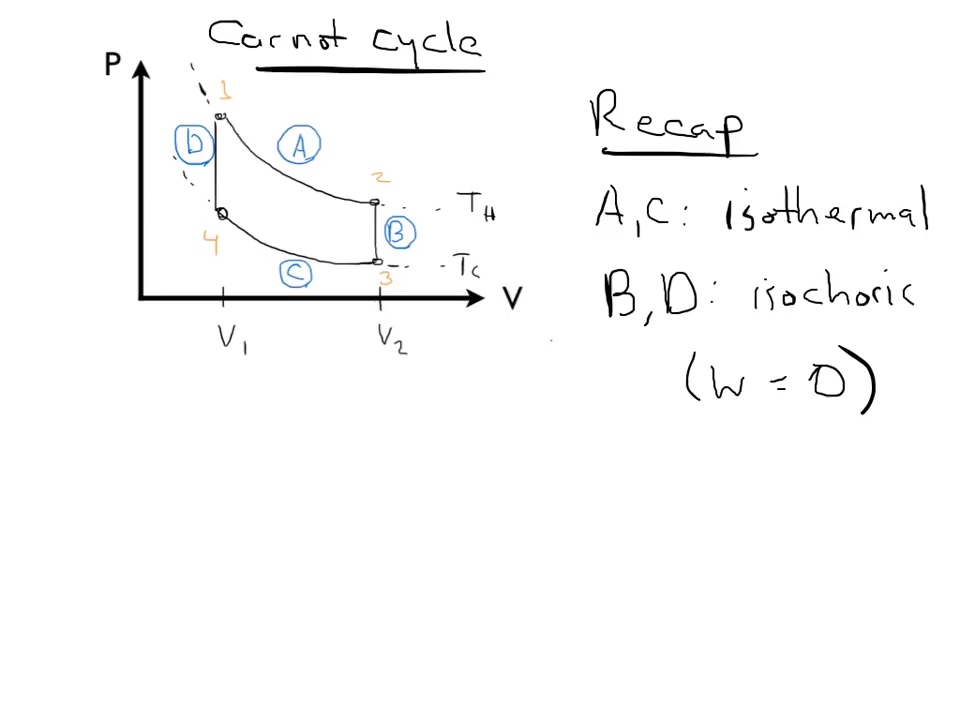 Carnot cycle
P
1
D
A
2
T_H
4
B
C
3
T_C
V
V_1
V_2
Recap
A,C: isothermal
B,D: isochoric
(W = 0)